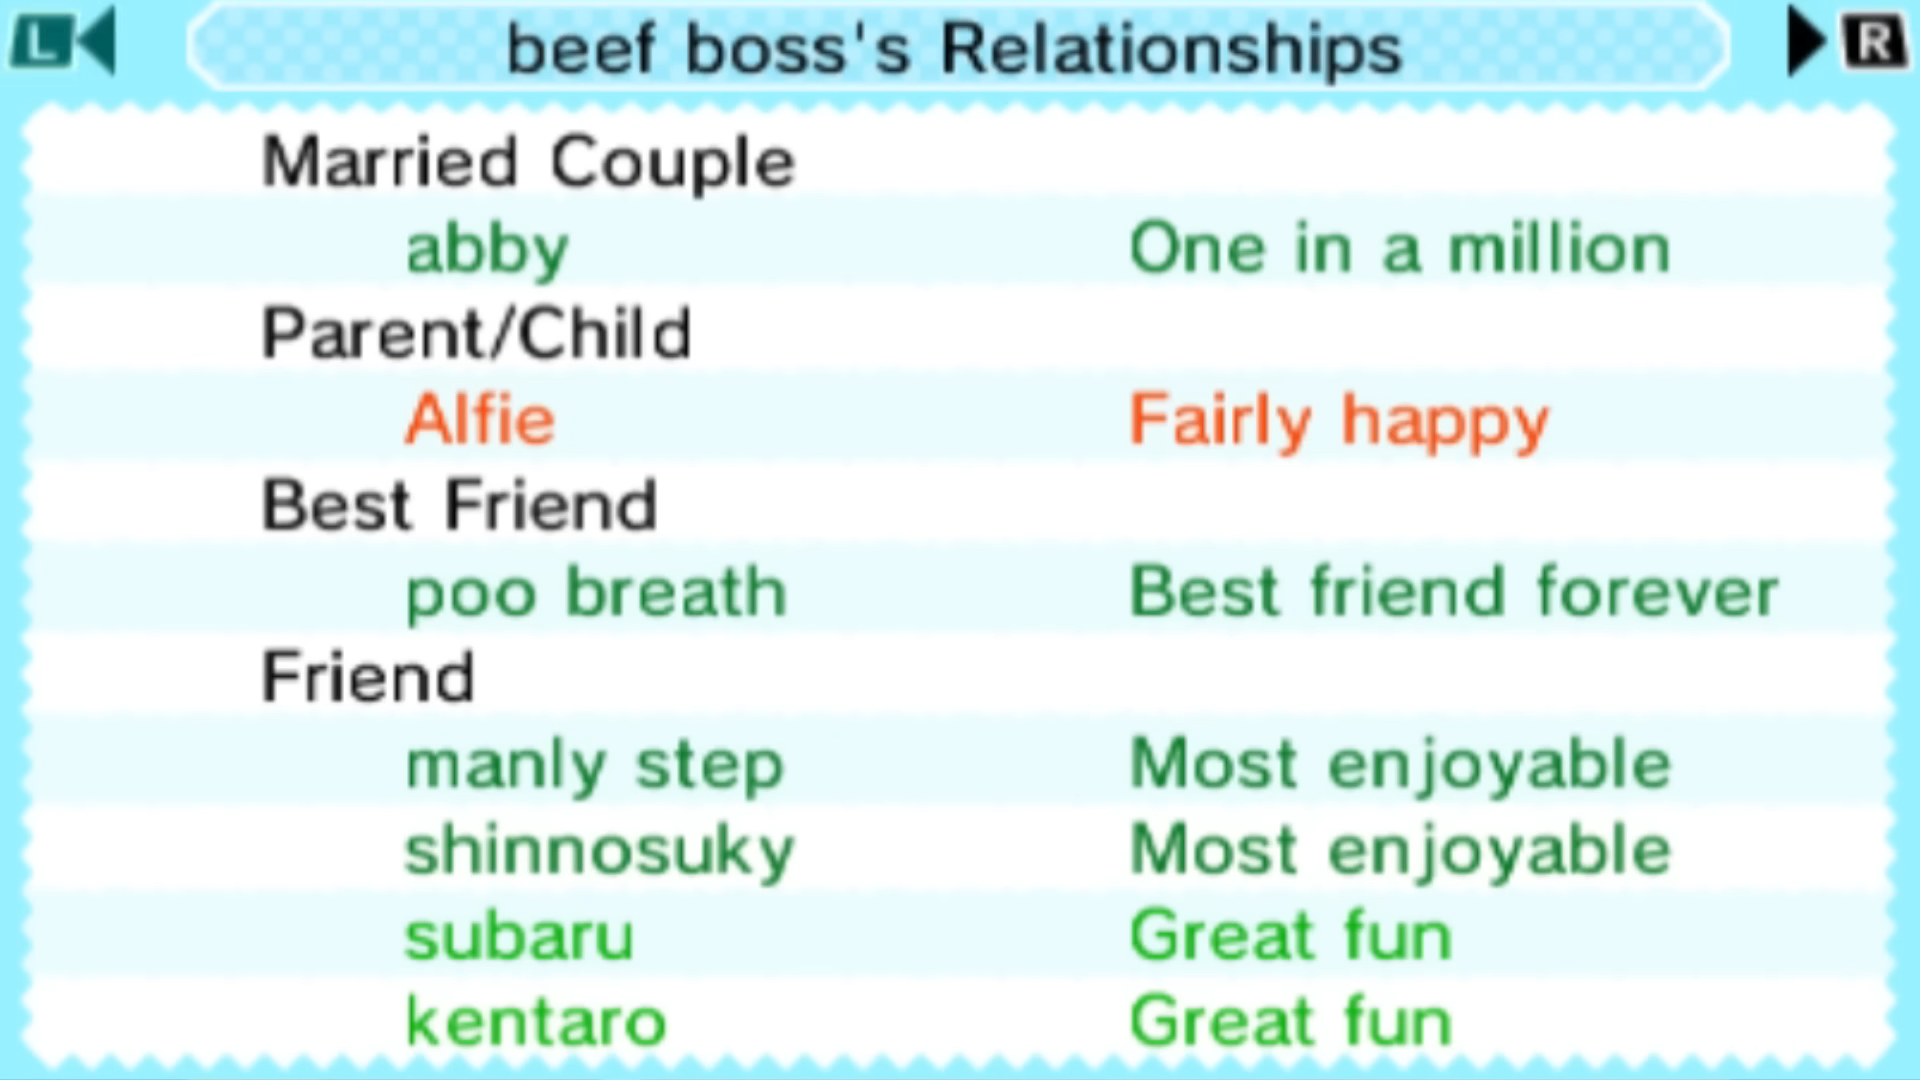 L beef boss's Relationships R
Married Couple
abby One in a million
Parent/Child
Alfie Fairly happy
Best Friend
poo breath Best friend forever
Friend
manly step Most enjoyable
shinnosuky Most enjoyable
subaru Great fun
kentaro Great fun